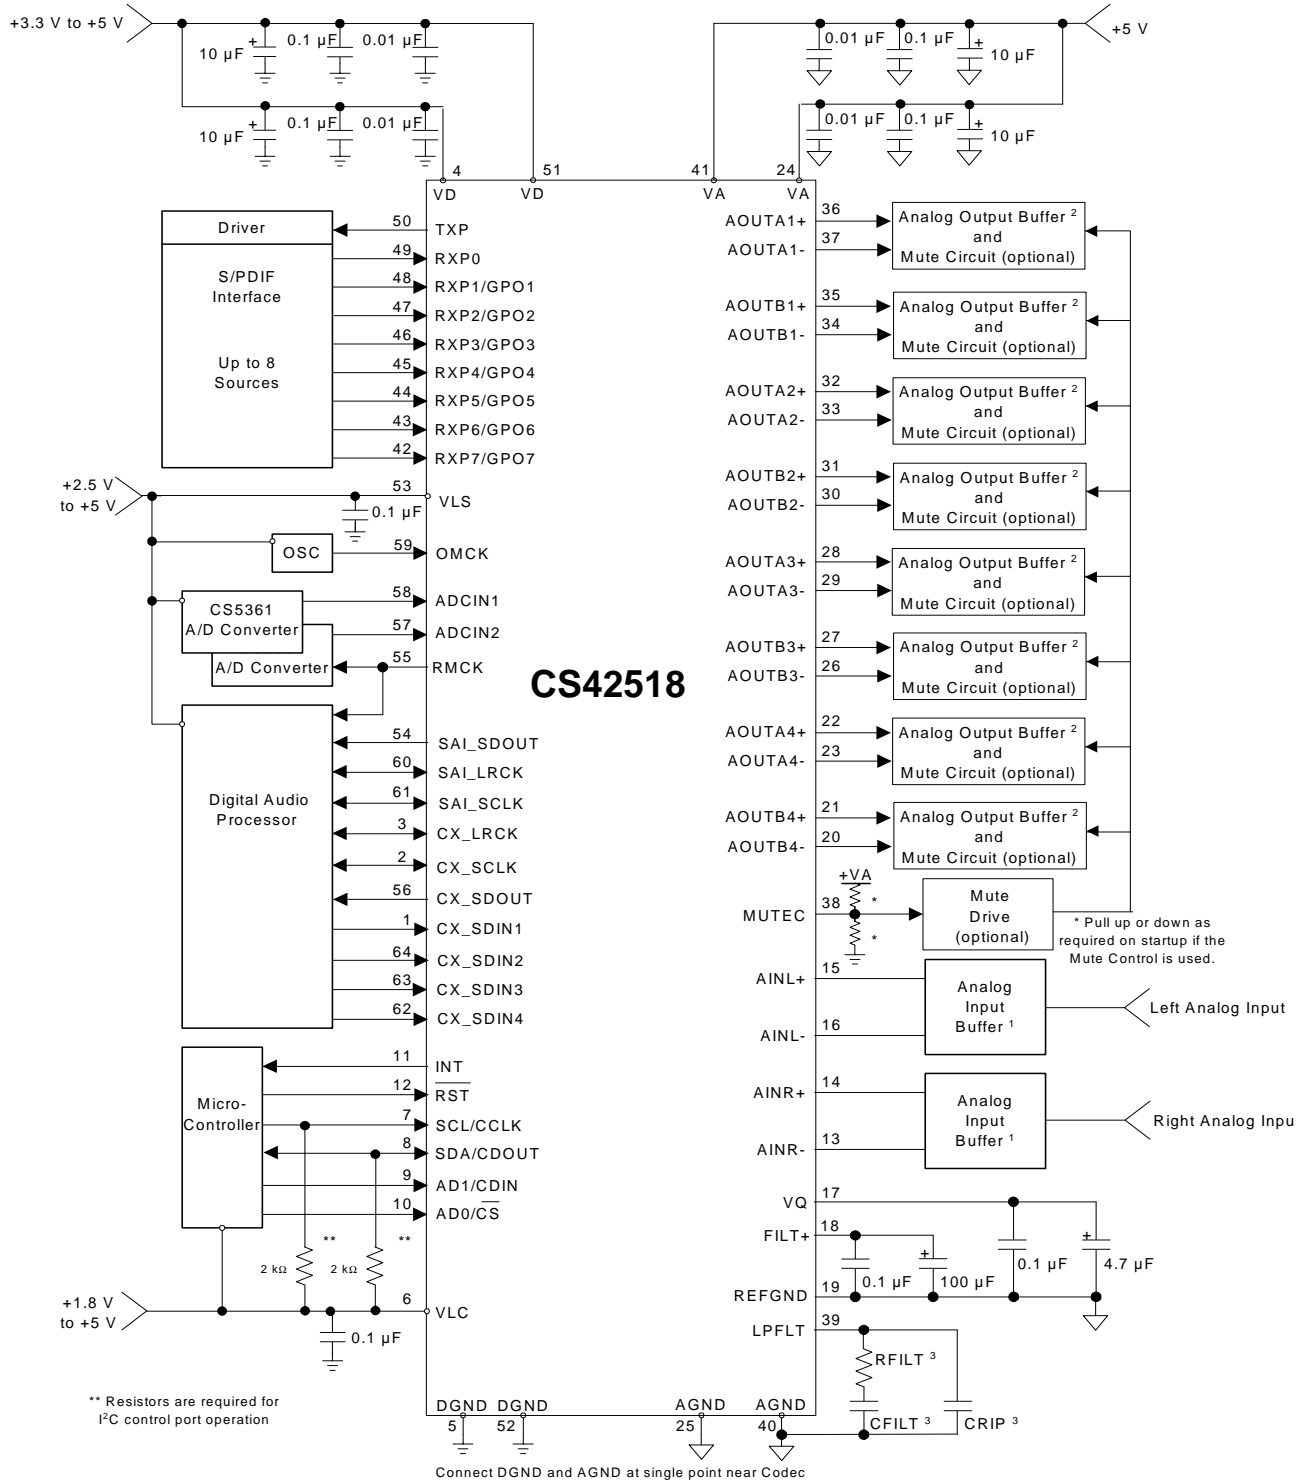 +3.3 V to +5 V
10 µF
+
0.1 µF
0.01 µF
10 µF
+
0.1 µF
0.01 µF
+5 V
0.01 µF
0.1 µF
+
10 µF
0.01 µF
0.1 µF
+
10 µF
4
51
41
24
VD
VD
VA
VA
Driver
50
TXP
S/PDIF
Interface
Up to 8
Sources
49
RXP0
48
RXP1/GPO1
47
RXP2/GPO2
46
RXP3/GPO3
45
RXP4/GPO4
44
RXP5/GPO5
43
RXP6/GPO6
42
RXP7/GPO7
+2.5 V
to +5 V
53
VLS
0.1 µF
OSC
59
OMCK
CS5361
A/D Converter
58
ADCIN1
57
ADCIN2
A/D Converter
55
RMCK
CS42518
Digital Audio
Processor
54
SAI_SDOUT
60
SAI_LRCK
61
SAI_SCLK
3
CX_LRCK
2
CX_SCLK
56
CX_SDOUT
1
CX_SDIN1
64
CX_SDIN2
63
CX_SDIN3
62
CX_SDIN4
Micro-
Controller
11
INT
12
RST
7
SCL/CCLK
8
SDA/CDOUT
9
AD1/CDIN
10
AD0/CS
**
**
2 kΩ
2 kΩ
+1.8 V
to +5 V
6
VLC
0.1 µF
** Resistors are required for
I²C control port operation
AOUTA1+
36
AOUTA1-
37
Analog Output Buffer ²
and
Mute Circuit (optional)
AOUTB1+
35
AOUTB1-
34
Analog Output Buffer ²
and
Mute Circuit (optional)
AOUTA2+
32
AOUTA2-
33
Analog Output Buffer ²
and
Mute Circuit (optional)
AOUTB2+
31
AOUTB2-
30
Analog Output Buffer ²
and
Mute Circuit (optional)
AOUTA3+
28
AOUTA3-
29
Analog Output Buffer ²
and
Mute Circuit (optional)
AOUTB3+
27
AOUTB3-
26
Analog Output Buffer ²
and
Mute Circuit (optional)
AOUTA4+
22
AOUTA4-
23
Analog Output Buffer ²
and
Mute Circuit (optional)
AOUTB4+
21
AOUTB4-
20
Analog Output Buffer ²
and
Mute Circuit (optional)
+VA
*
*
MUTEC
38
Mute
Drive
(optional)
* Pull up or down as
required on startup if the
Mute Control is used.
AINL+
15
AINL-
16
Analog
Input
Buffer ¹
Left Analog Input
AINR+
14
AINR-
13
Analog
Input
Buffer ¹
Right Analog Inpu
VQ
17
FILT+
18
0.1 µF
+
100 µF
0.1 µF
+
4.7 µF
REFGND
19
LPFLT
39
RFILT ³
CFILT ³
CRIP ³
DGND
DGND
AGND
AGND
5
52
25
40
Connect DGND and AGND at single point near Codec